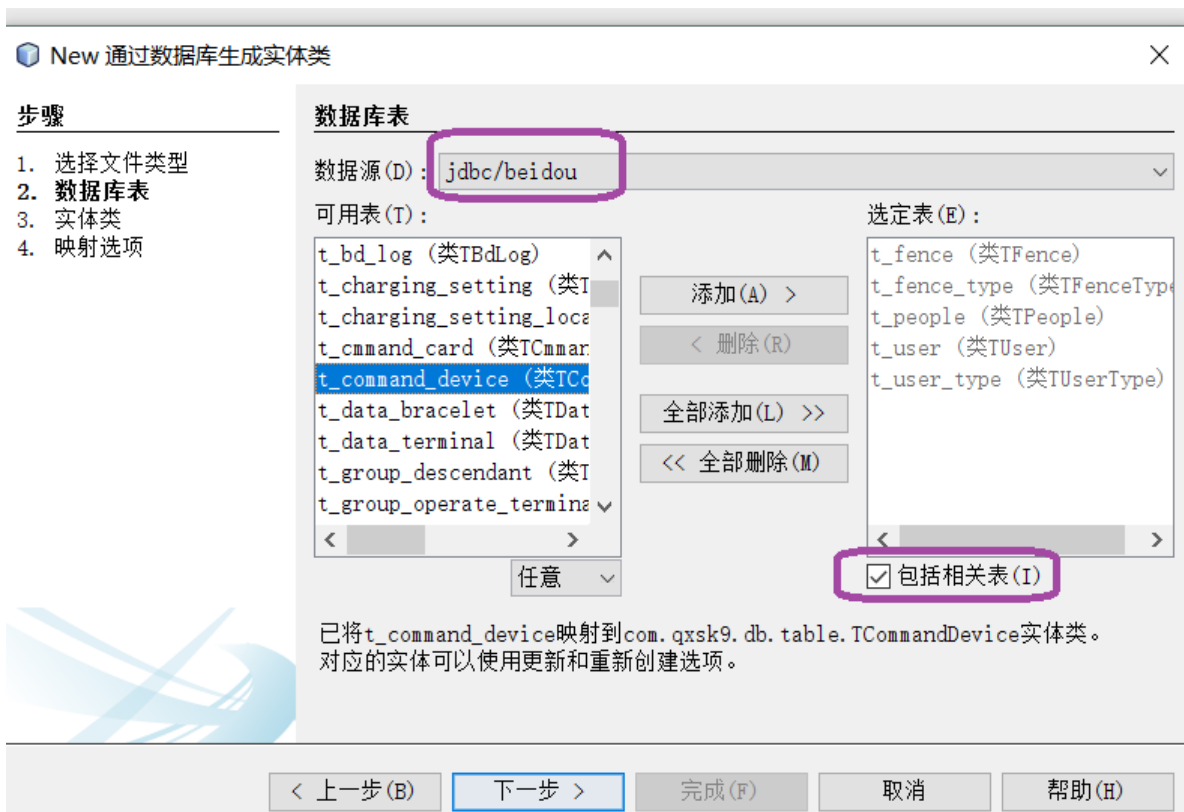 New 通过数据库生成实体类
步骤
1. 选择文件类型
2. 数据库表
3. 实体类
4. 映射选项
数据库表
数据源(D): jdbc/beidou
可用表(T):
t_bd_log (类TBdLog)
t_charging_setting (类T
t_charging_setting_loca
t_cmmand_card (类TCmman
t_command_device (类TCo
t_data_bracelet (类TDat
t_data_terminal (类TDat
t_group_descendant (类T
t_group_operate_termina
任意
添加(A) >
< 删除(R)
全部添加(L) >>
<< 全部删除(M)
选定表(E):
t_fence (类TFence)
t_fence_type (类TFenceType
t_people (类TPeople)
t_user (类TUser)
t_user_type (类TUserType)
包括相关表(I)
已将t_command_device映射到com.qxsk9.db.table.TCommandDevice实体类。
对应的实体可以使用更新和重新创建选项。
< 上一步(B)
下一步 >
完成(F)
取消
帮助(H)